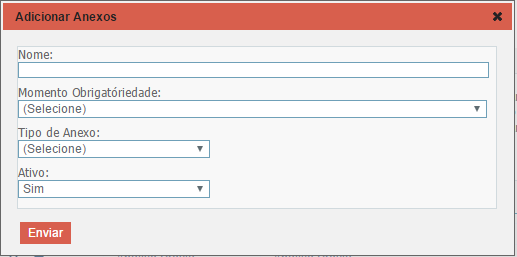 Adicionar Anexos
Nome:
Momento Obrigatóriedade:
(Selecione)
Tipo de Anexo:
(Selecione)
Ativo:
Sim
Enviar